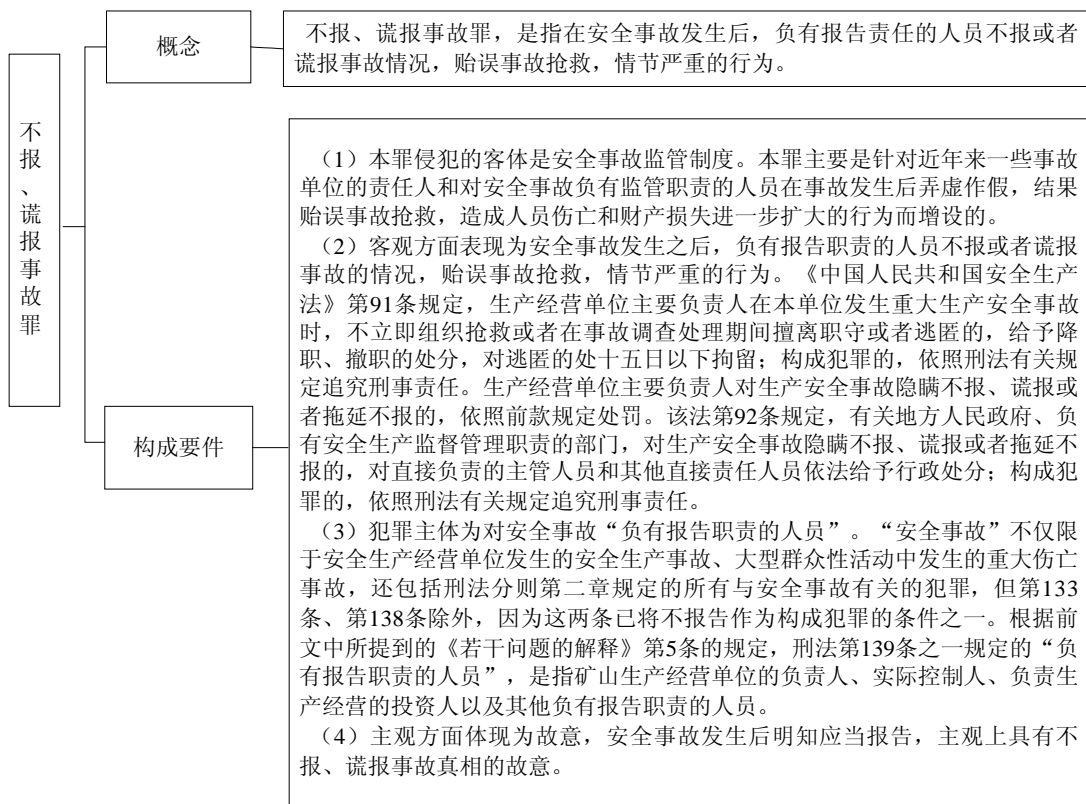 不报、谎报事故罪
概念
不报、谎报事故罪，是指在安全事故发生后，负有报告责任的人员不报或者
谎报事故情况，贻误事故抢救，情节严重的行为。
构成要件
（1）本罪侵犯的客体是安全事故监管制度。本罪主要是针对近年来一些事故
单位的责任人和对安全事故负有监管职责的人员在事故发生后弄虚作假，结果
贻误事故抢救，造成人员伤亡和财产损失进一步扩大的行为而增设的。
（2）客观方面表现为安全事故发生之后，负有报告职责的人员不报或者谎报
事故的情况，贻误事故抢救，情节严重的行为。《中国人民共和国安全生产
法》第91条规定，生产经营单位主要负责人在本单位发生重大生产安全事故
时，不立即组织抢救或者在事故调查处理期间擅离职守或者逃匿的，给予降
职、撤职的处分，对逃匿的处十五日以下拘留；构成犯罪的，依照刑法有关规
定追究刑事责任。生产经营单位主要负责人对生产安全事故隐瞒不报、谎报或
者拖延不报的，依照前款规定处罚。该法第92条规定，有关地方人民政府、负
有安全生产监督管理职责的部门，对生产安全事故隐瞒不报、谎报或者拖延不
报的，对直接负责的主管人员和其他直接责任人员依法给予行政处分；构成犯
罪的，依照刑法有关规定追究刑事责任。
（3）犯罪主体为对安全事故“负有报告职责的人员”。“安全事故”不仅限
于安全生产经营单位发生的安全生产事故、大型群众性活动中发生的重大伤亡
事故，还包括刑法分则第二章规定的所有与安全事故有关的犯罪，但第133
条、第138条除外，因为这两条已将不报告作为构成犯罪的条件之一。根据前
文中所提到的《若干问题的解释》第5条的规定，刑法第139条之一规定的“负
有报告职责的人员”，是指矿山生产经营单位的负责人、实际控制人、负责生
产经营的投资人以及其他负有报告职责的人员。
（4）主观方面体现为故意，安全事故发生后明知应当报告，主观上具有不
报、谎报事故真相的故意。